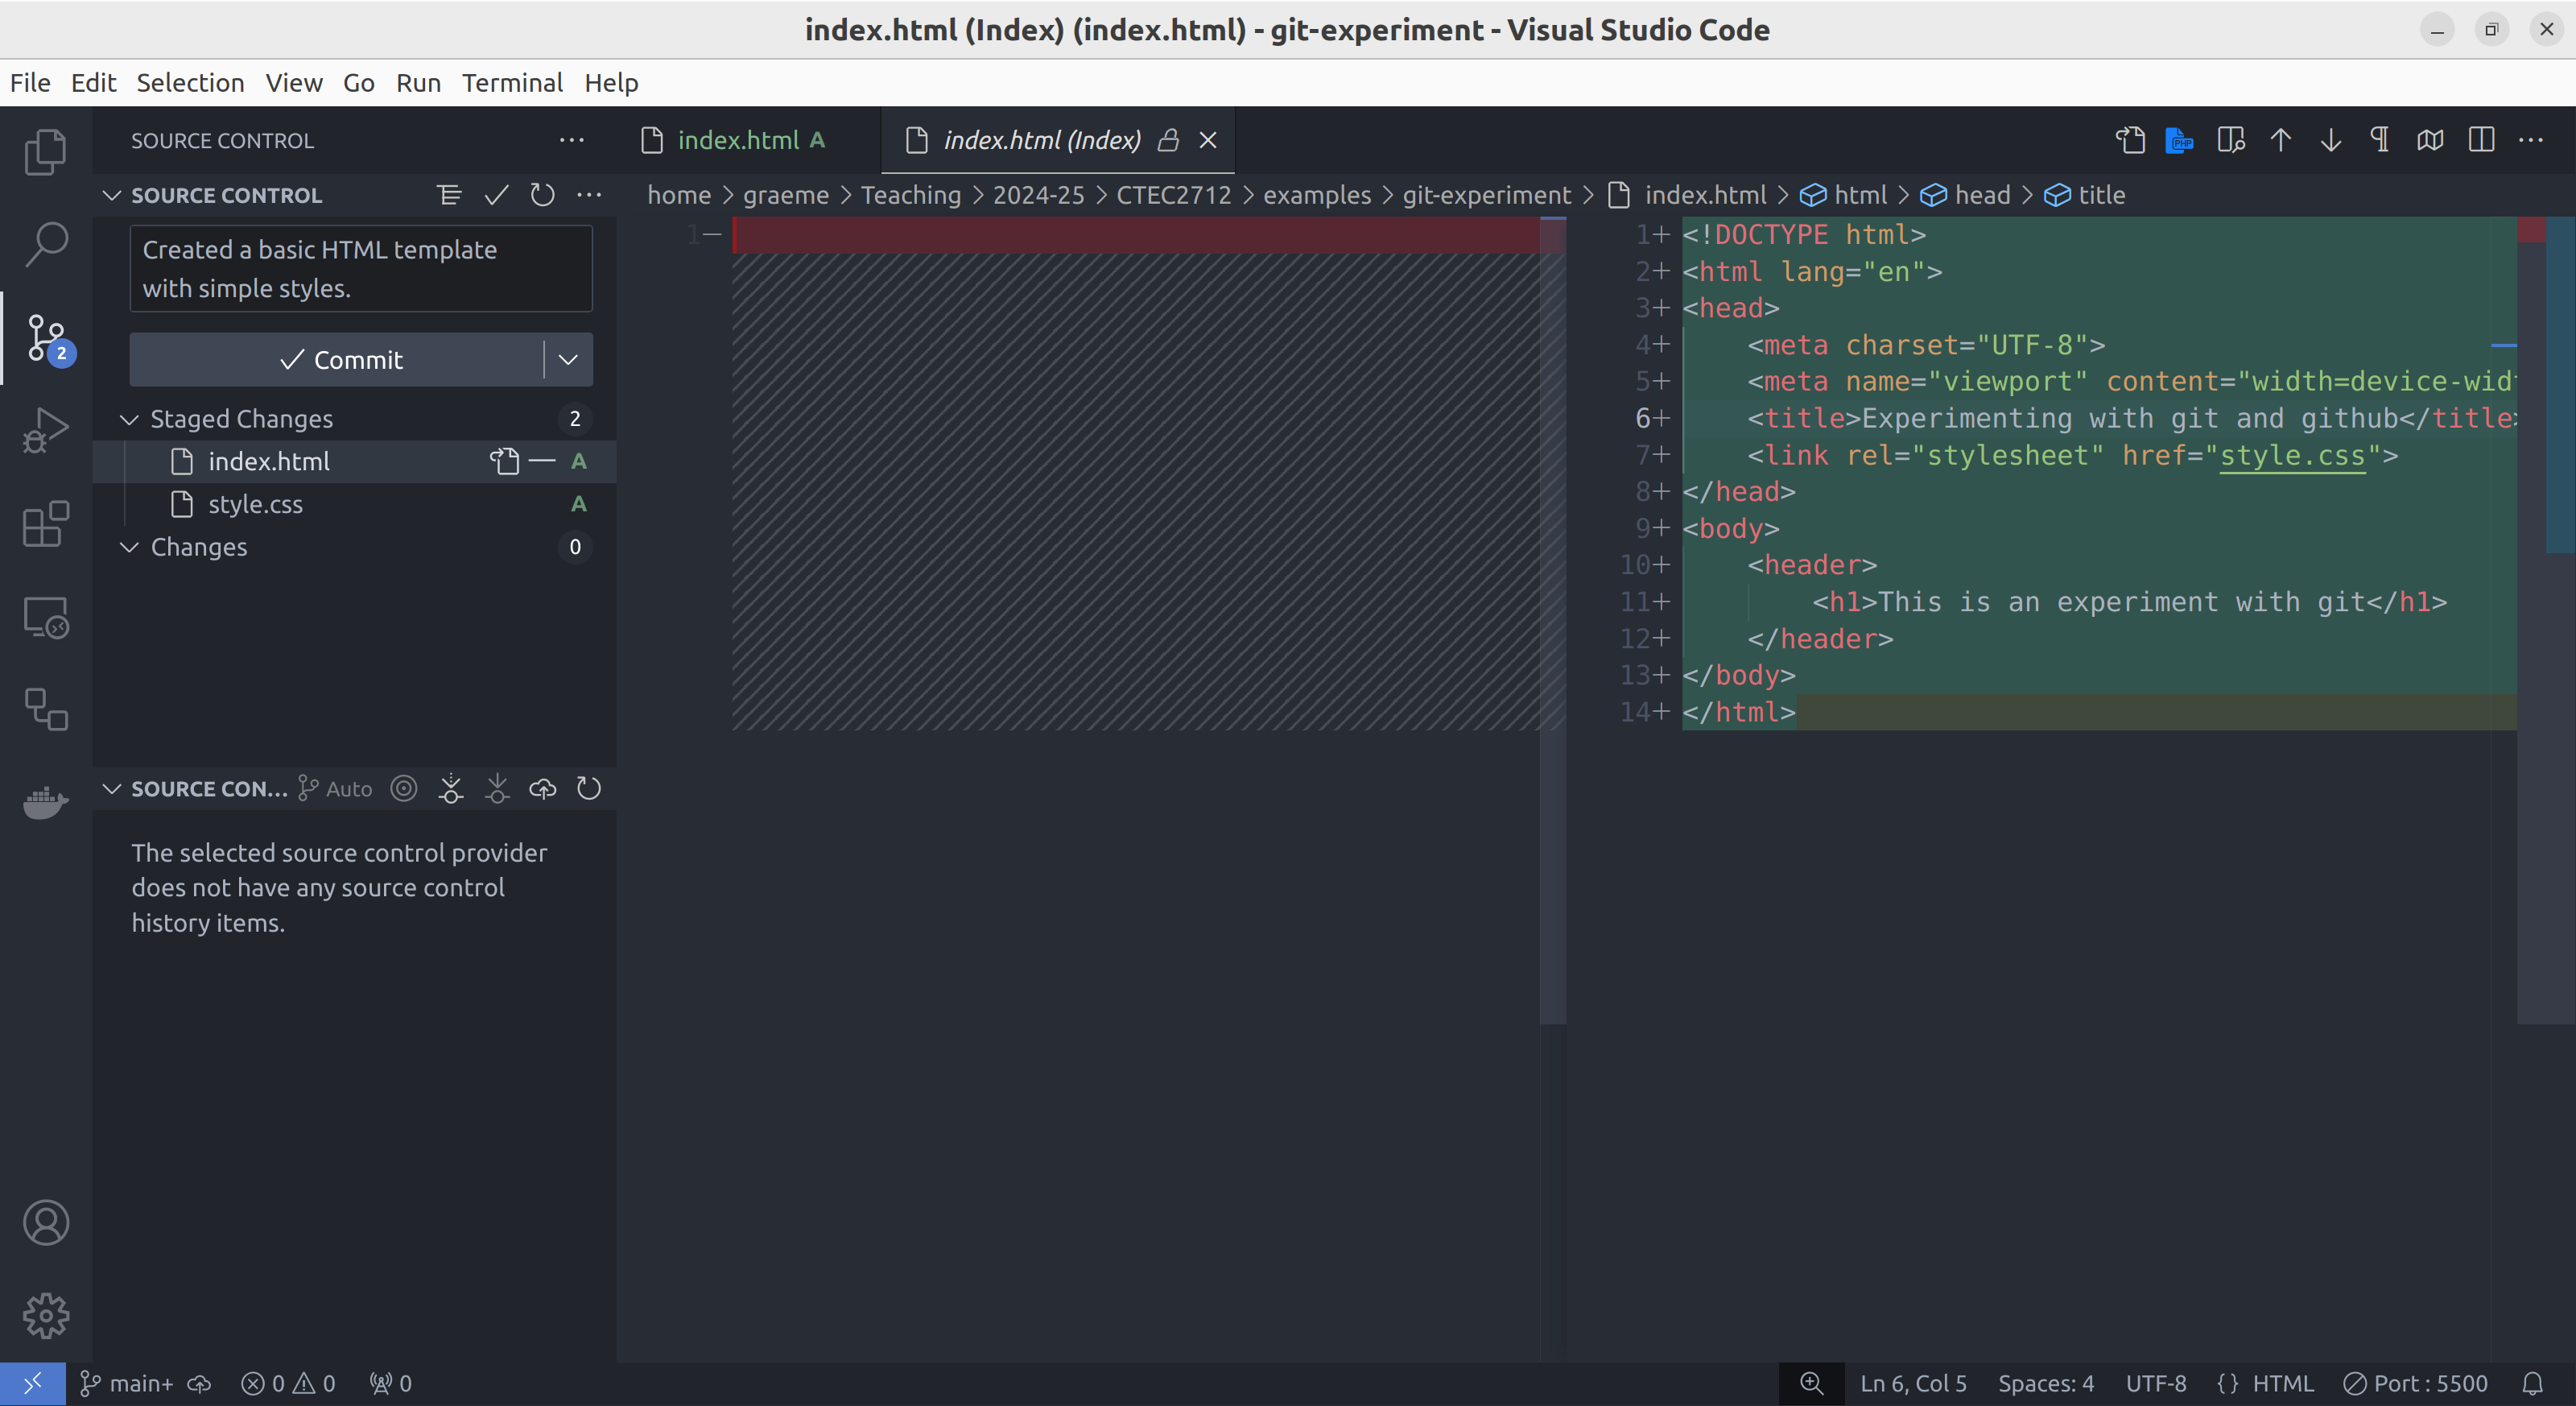 index.html (Index) (index.html) - git-experiment - Visual Studio Code
File Edit Selection View Go Run Terminal Help
SOURCE CONTROL
SOURCE CONTROL
Created a basic HTML template
with simple styles.
Commit
Staged Changes 2
index.html A
style.css A
Changes 0
2
SOURCE CON... Auto
The selected source control provider
does not have any source control
history items.
index.html A
index.html (Index)
PHP
home > graeme > Teaching > 2024-25 > CTEC2712 > examples > git-experiment > index.html > html > head > title
1—
1+ <!DOCTYPE html>
2+ <html lang="en">
3+ <head>
4+     <meta charset="UTF-8">
5+     <meta name="viewport" content="width=device-wid
6+     <title>Experimenting with git and github</title>
7+     <link rel="stylesheet" href="style.css">
8+ </head>
9+ <body>
10+     <header>
11+         <h1>This is an experiment with git</h1>
12+     </header>
13+ </body>
14+ </html>
main+ 0 0 0 Ln 6, Col 5 Spaces: 4 UTF-8 {} HTML Port : 5500